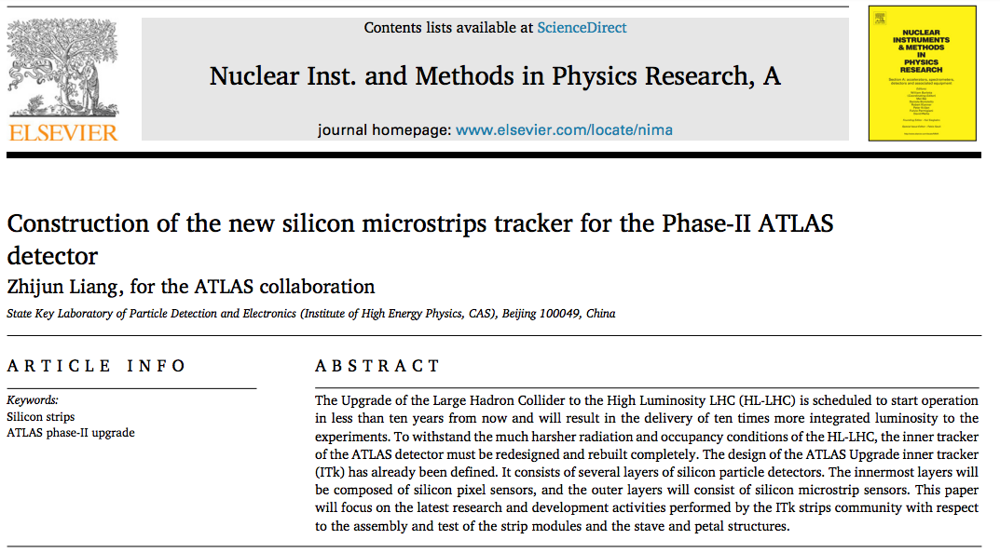 Contents lists available at ScienceDirect
Nuclear Inst. and Methods in Physics Research, A
journal homepage: www.elsevier.com/locate/nima
ELSEVIER
NUCLEAR
INSTRUMENTS
& METHODS
IN
PHYSICS
RESEARCH
Construction of the new silicon microstrips tracker for the Phase-II ATLAS
detector
Zhijun Liang, for the ATLAS collaboration
State Key Laboratory of Particle Detection and Electronics (Institute of High Energy Physics, CAS), Beijing 100049, China
ARTICLE INFO
Keywords:
Silicon strips
ATLAS phase-II upgrade
ABSTRACT
The Upgrade of the Large Hadron Collider to the High Luminosity LHC (HL-LHC) is scheduled to start operation
in less than ten years from now and will result in the delivery of ten times more integrated luminosity to the
experiments. To withstand the much harsher radiation and occupancy conditions of the HL-LHC, the inner tracker
of the ATLAS detector must be redesigned and rebuilt completely. The design of the ATLAS Upgrade inner tracker
(ITk) has already been defined. It consists of several layers of silicon particle detectors. The innermost layers will
be composed of silicon pixel sensors, and the outer layers will consist of silicon microstrip sensors. This paper
will focus on the latest research and development activities performed by the ITk strips community with respect
to the assembly and test of the strip modules and the stave and petal structures.